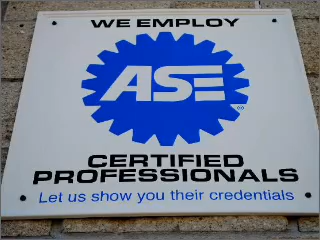 WE EMPLOY
ASE
CERTIFIED
PROFESSIONALS
Let us show you their credentials